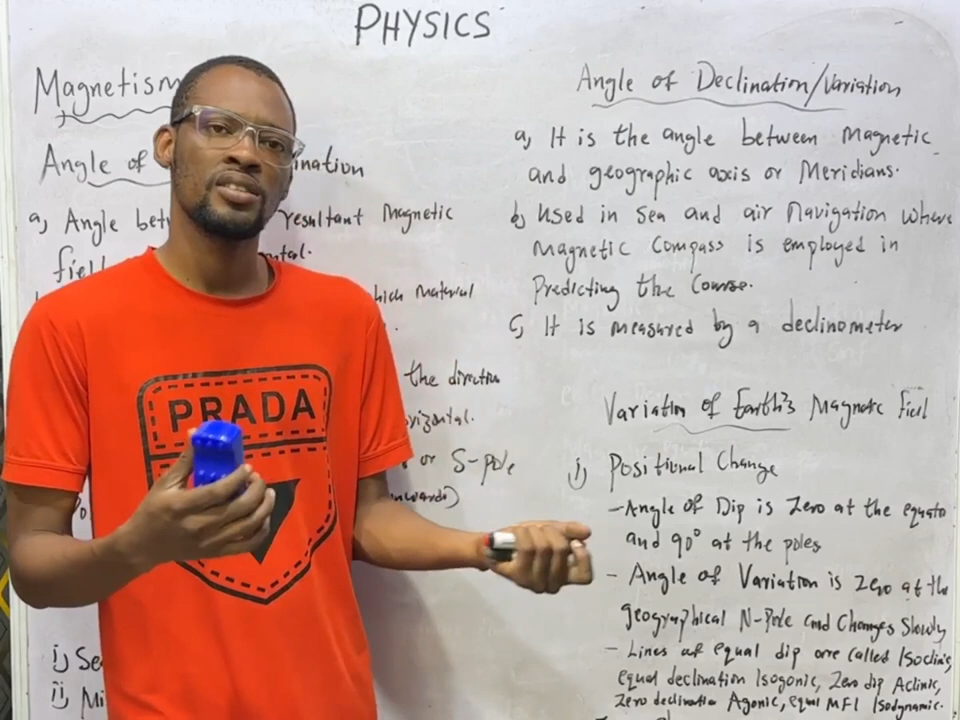 PHYSICS
Magnetism
Angle of
ination
a, Angle bet
resultant Magnetic
fiel
ntal.
hich material
the direction
rizontal.
or S-pole
nwards)
i) Se
ii, Mi
PRADA
Angle of Declination/Variation
a, It is the angle between Magnetic
and geographic axis or Meridians.
b, Used in Sea and air Navigation where
Magnetic Compass is employed in
Predicting the Course.
c, It is measured by a declinometer
Variation of Earth's Magnetic Field
i) Positional Change
- Angle of Dip is Zero at the equato
and 90° at the poles
- Angle of Variation is Zero at the
geographical N-Pole and Changes Slowly
- Lines of equal dip are called Isoclinic,
equal declination Isogonic, Zero dip Aclinic,
Zero declination Agonic, equal MFI Isodynamic.